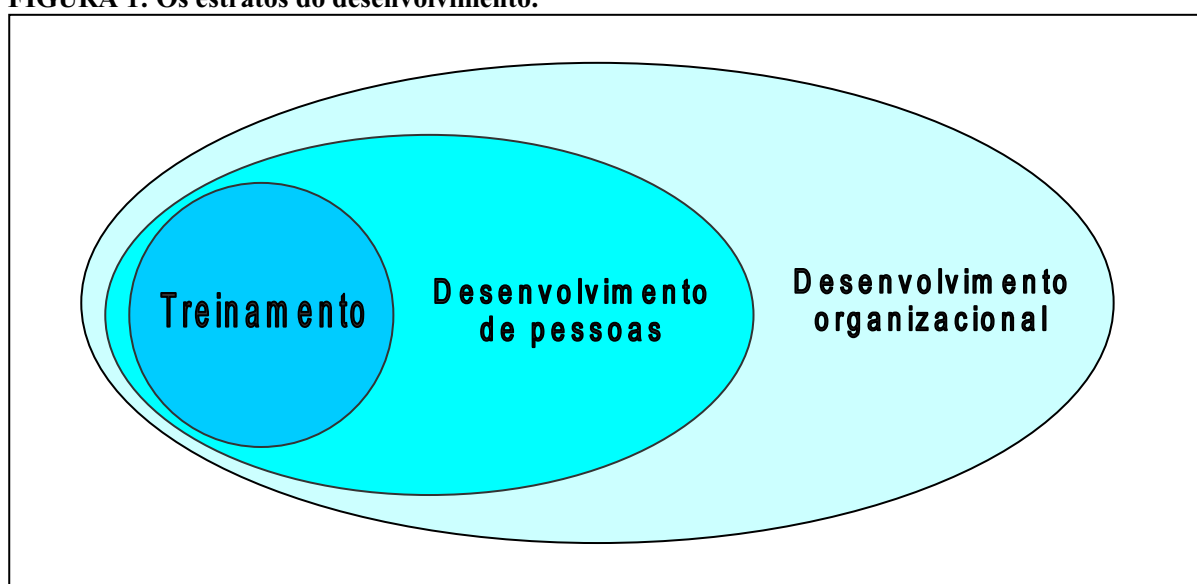 FIGURA 1: Os estratos do desenvolvimento.
Treinamento
Desenvolvimento
de pessoas
Desenvolvimento
organizacional